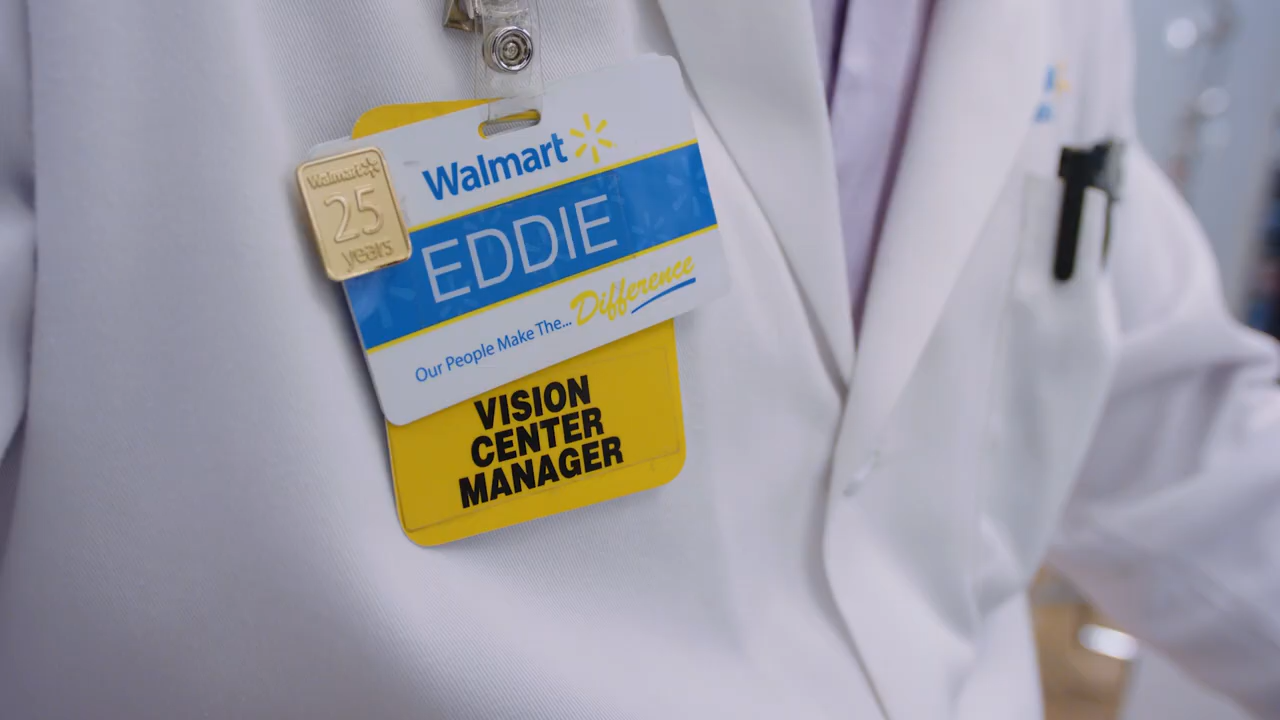 Walmart
EDDIE
Our People Make The... Difference
Walmart
25
years
VISION
CENTER
MANAGER